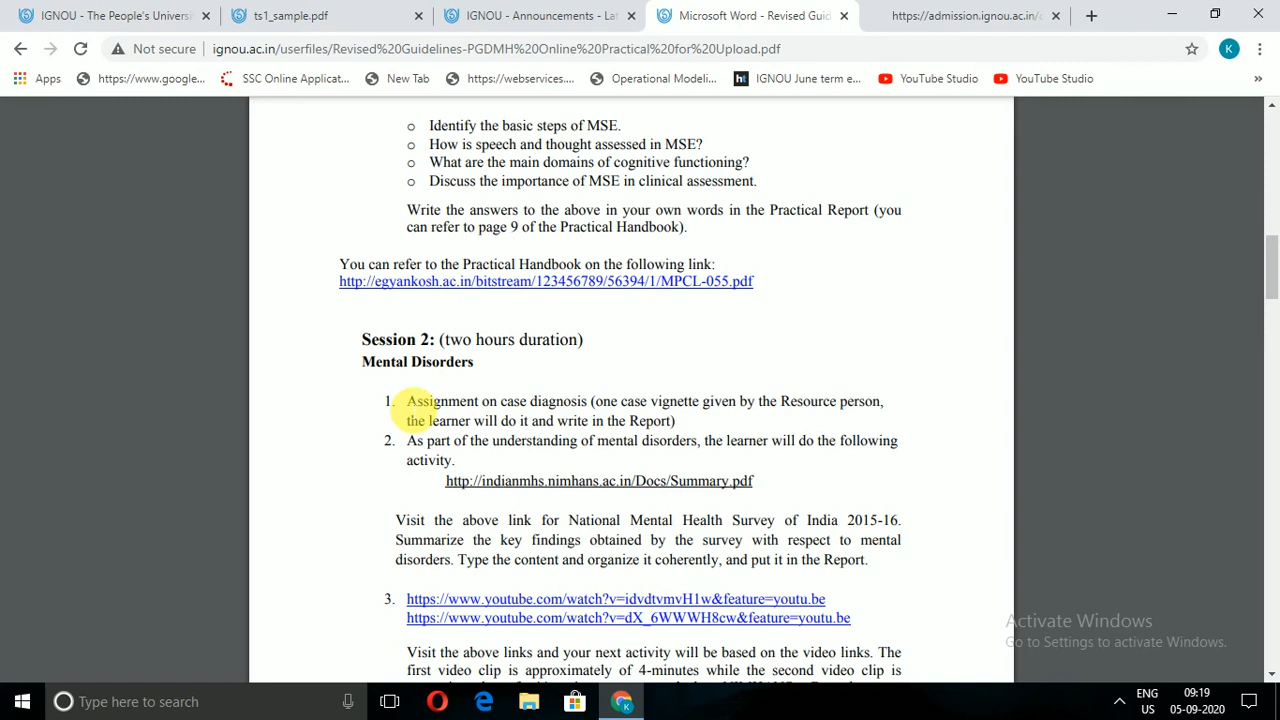 IGNOU - The People's Universi
ts1_sample.pdf
IGNOU - Announcements - Lat
Microsoft Word - Revised Guid
https://admission.ignou.ac.in/c
Not secure
ignou.ac.in/userfiles/Revised%20Guidelines-PGDMH%20Online%20Practical%20for%20Upload.pdf
K
Apps
https://www.google...
SSC Online Applicat...
New Tab
https://webservices....
Operational Modeli...
ht
IGNOU June term e...
YouTube Studio
YouTube Studio
»
o Identify the basic steps of MSE.
o How is speech and thought assessed in MSE?
o What are the main domains of cognitive functioning?
o Discuss the importance of MSE in clinical assessment.
Write the answers to the above in your own words in the Practical Report (you
can refer to page 9 of the Practical Handbook).
You can refer to the Practical Handbook on the following link:
http://egyankosh.ac.in/bitstream/123456789/56394/1/MPCL-055.pdf
Session 2: (two hours duration)
Mental Disorders
1. Assignment on case diagnosis (one case vignette given by the Resource person,
the learner will do it and write in the Report)
2. As part of the understanding of mental disorders, the learner will do the following
activity.
http://indianmhs.nimhans.ac.in/Docs/Summary.pdf
Visit the above link for National Mental Health Survey of India 2015-16.
Summarize the key findings obtained by the survey with respect to mental
disorders. Type the content and organize it coherently, and put it in the Report.
3. https://www.youtube.com/watch?v=idvdtvmvH1w&feature=youtu.be
https://www.youtube.com/watch?v=dX_6WWWH8cw&feature=youtu.be
Visit the above links and your next activity will be based on the video links. The
first video clip is approximately of 4-minutes while the second video clip is
Activate Windows
Go to Settings to activate Windows.
Type here to search
K
ENG
US
09:19
05-09-2020